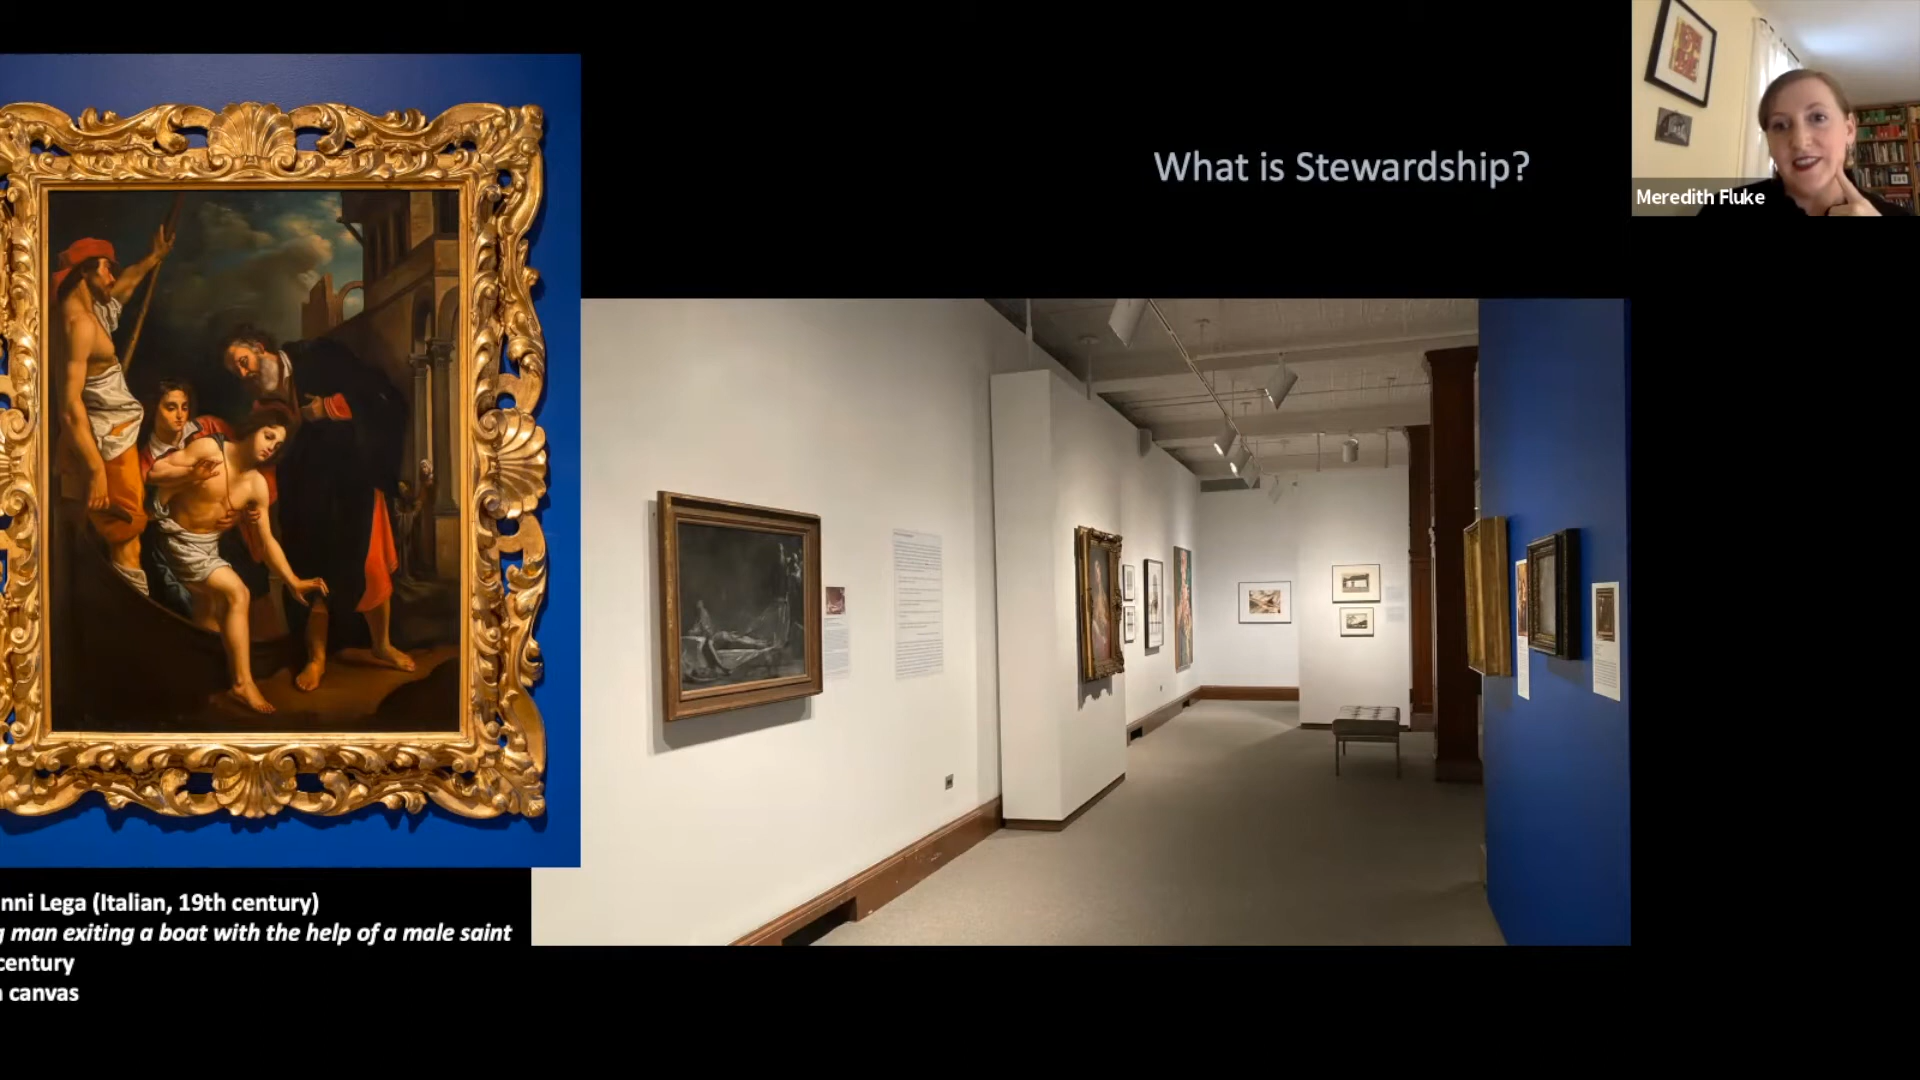 What is Stewardship?
Meredith Fluke
nni Lega (Italian, 19th century)
g man exiting a boat with the help of a male saint
century
canvas